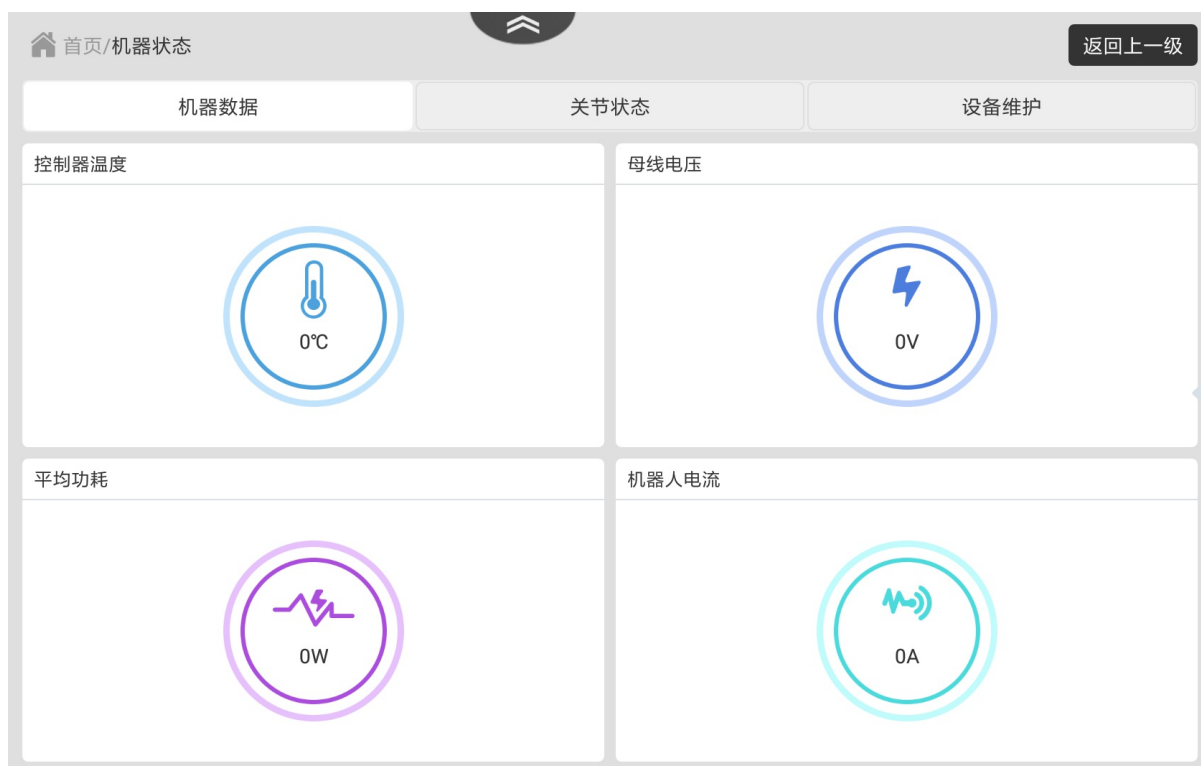 首页/机器状态
返回上一级
机器数据
关节状态
设备维护
控制器温度
母线电压
0℃
0V
平均功耗
机器人电流
0W
0A